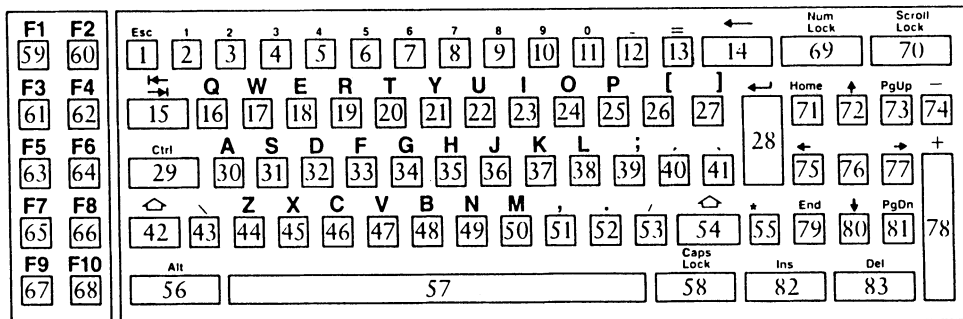 F1 F2 Esc 1 2 3 4 5 6 7 8 9 0 - = ← Num Lock Scroll Lock
59 60 1 2 3 4 5 6 7 8 9 10 11 12 13 14 69 70
F3 F4 Q W E R T Y U I O P [ ] ↵ Home ↑ PgUp −
61 62 15 16 17 18 19 20 21 22 23 24 25 26 27 28 71 72 73 74
F5 F6 Ctrl A S D F G H J K L ; ' ` ← → +
63 64 29 30 31 32 33 34 35 36 37 38 39 40 41 75 76 77 78
F7 F8 ⇧ \ Z X C V B N M , . / ⇧ * End ↓ PgDn
65 66 42 43 44 45 46 47 48 49 50 51 52 53 54 55 79 80 81
F9 F10 Alt Caps Lock Ins Del
67 68 56 57 58 82 83